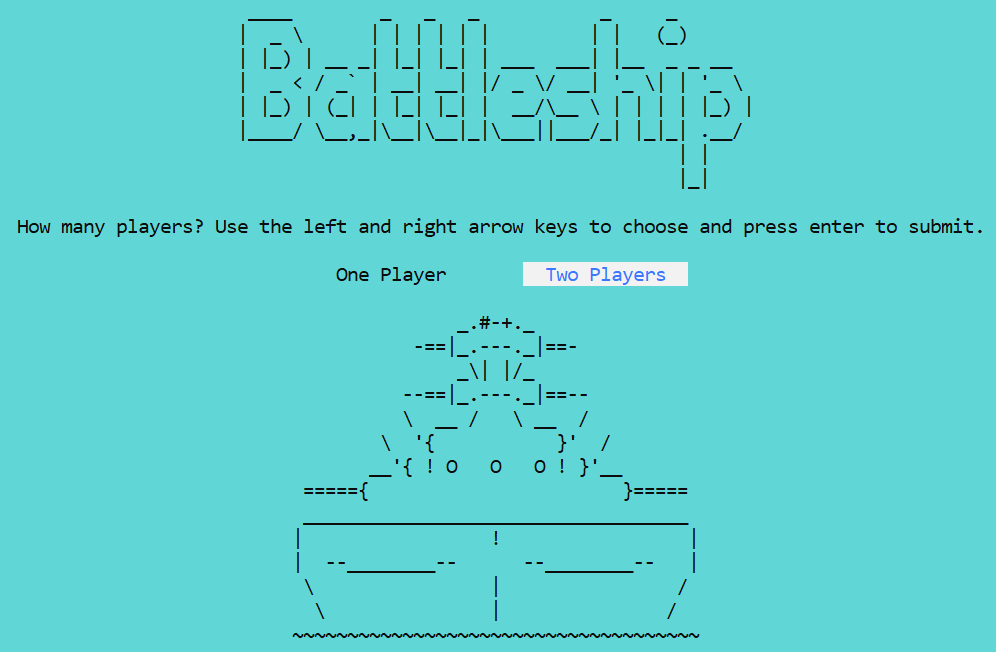 Battleship
How many players? Use the left and right arrow keys to choose and press enter to submit.
One Player Two Players